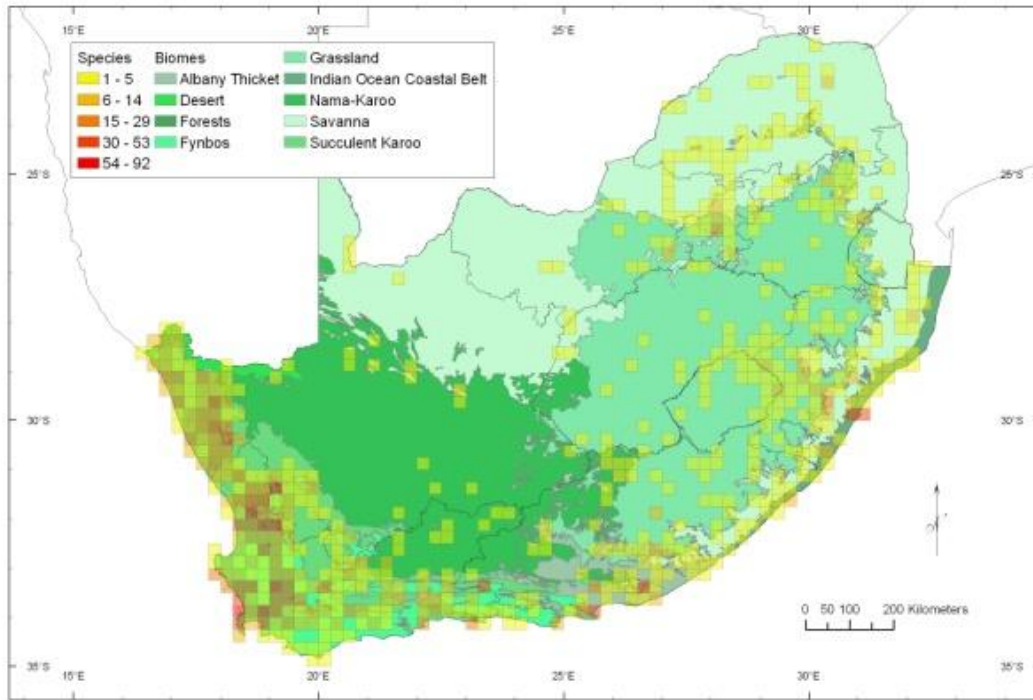 15°E 20°E 25°E 30°E
Species Biomes Grassland
1 - 5 Albany Thicket Indian Ocean Coastal Belt
6 - 14 Desert Nama-Karoo
15 - 29 Forests Savanna
30 - 53 Fynbos Succulent Karoo
54 - 92
25°S 25°S
30°S 30°S
0 50 100 200 Kilometers
35°S 35°S
15°E 20°E 25°E 30°E